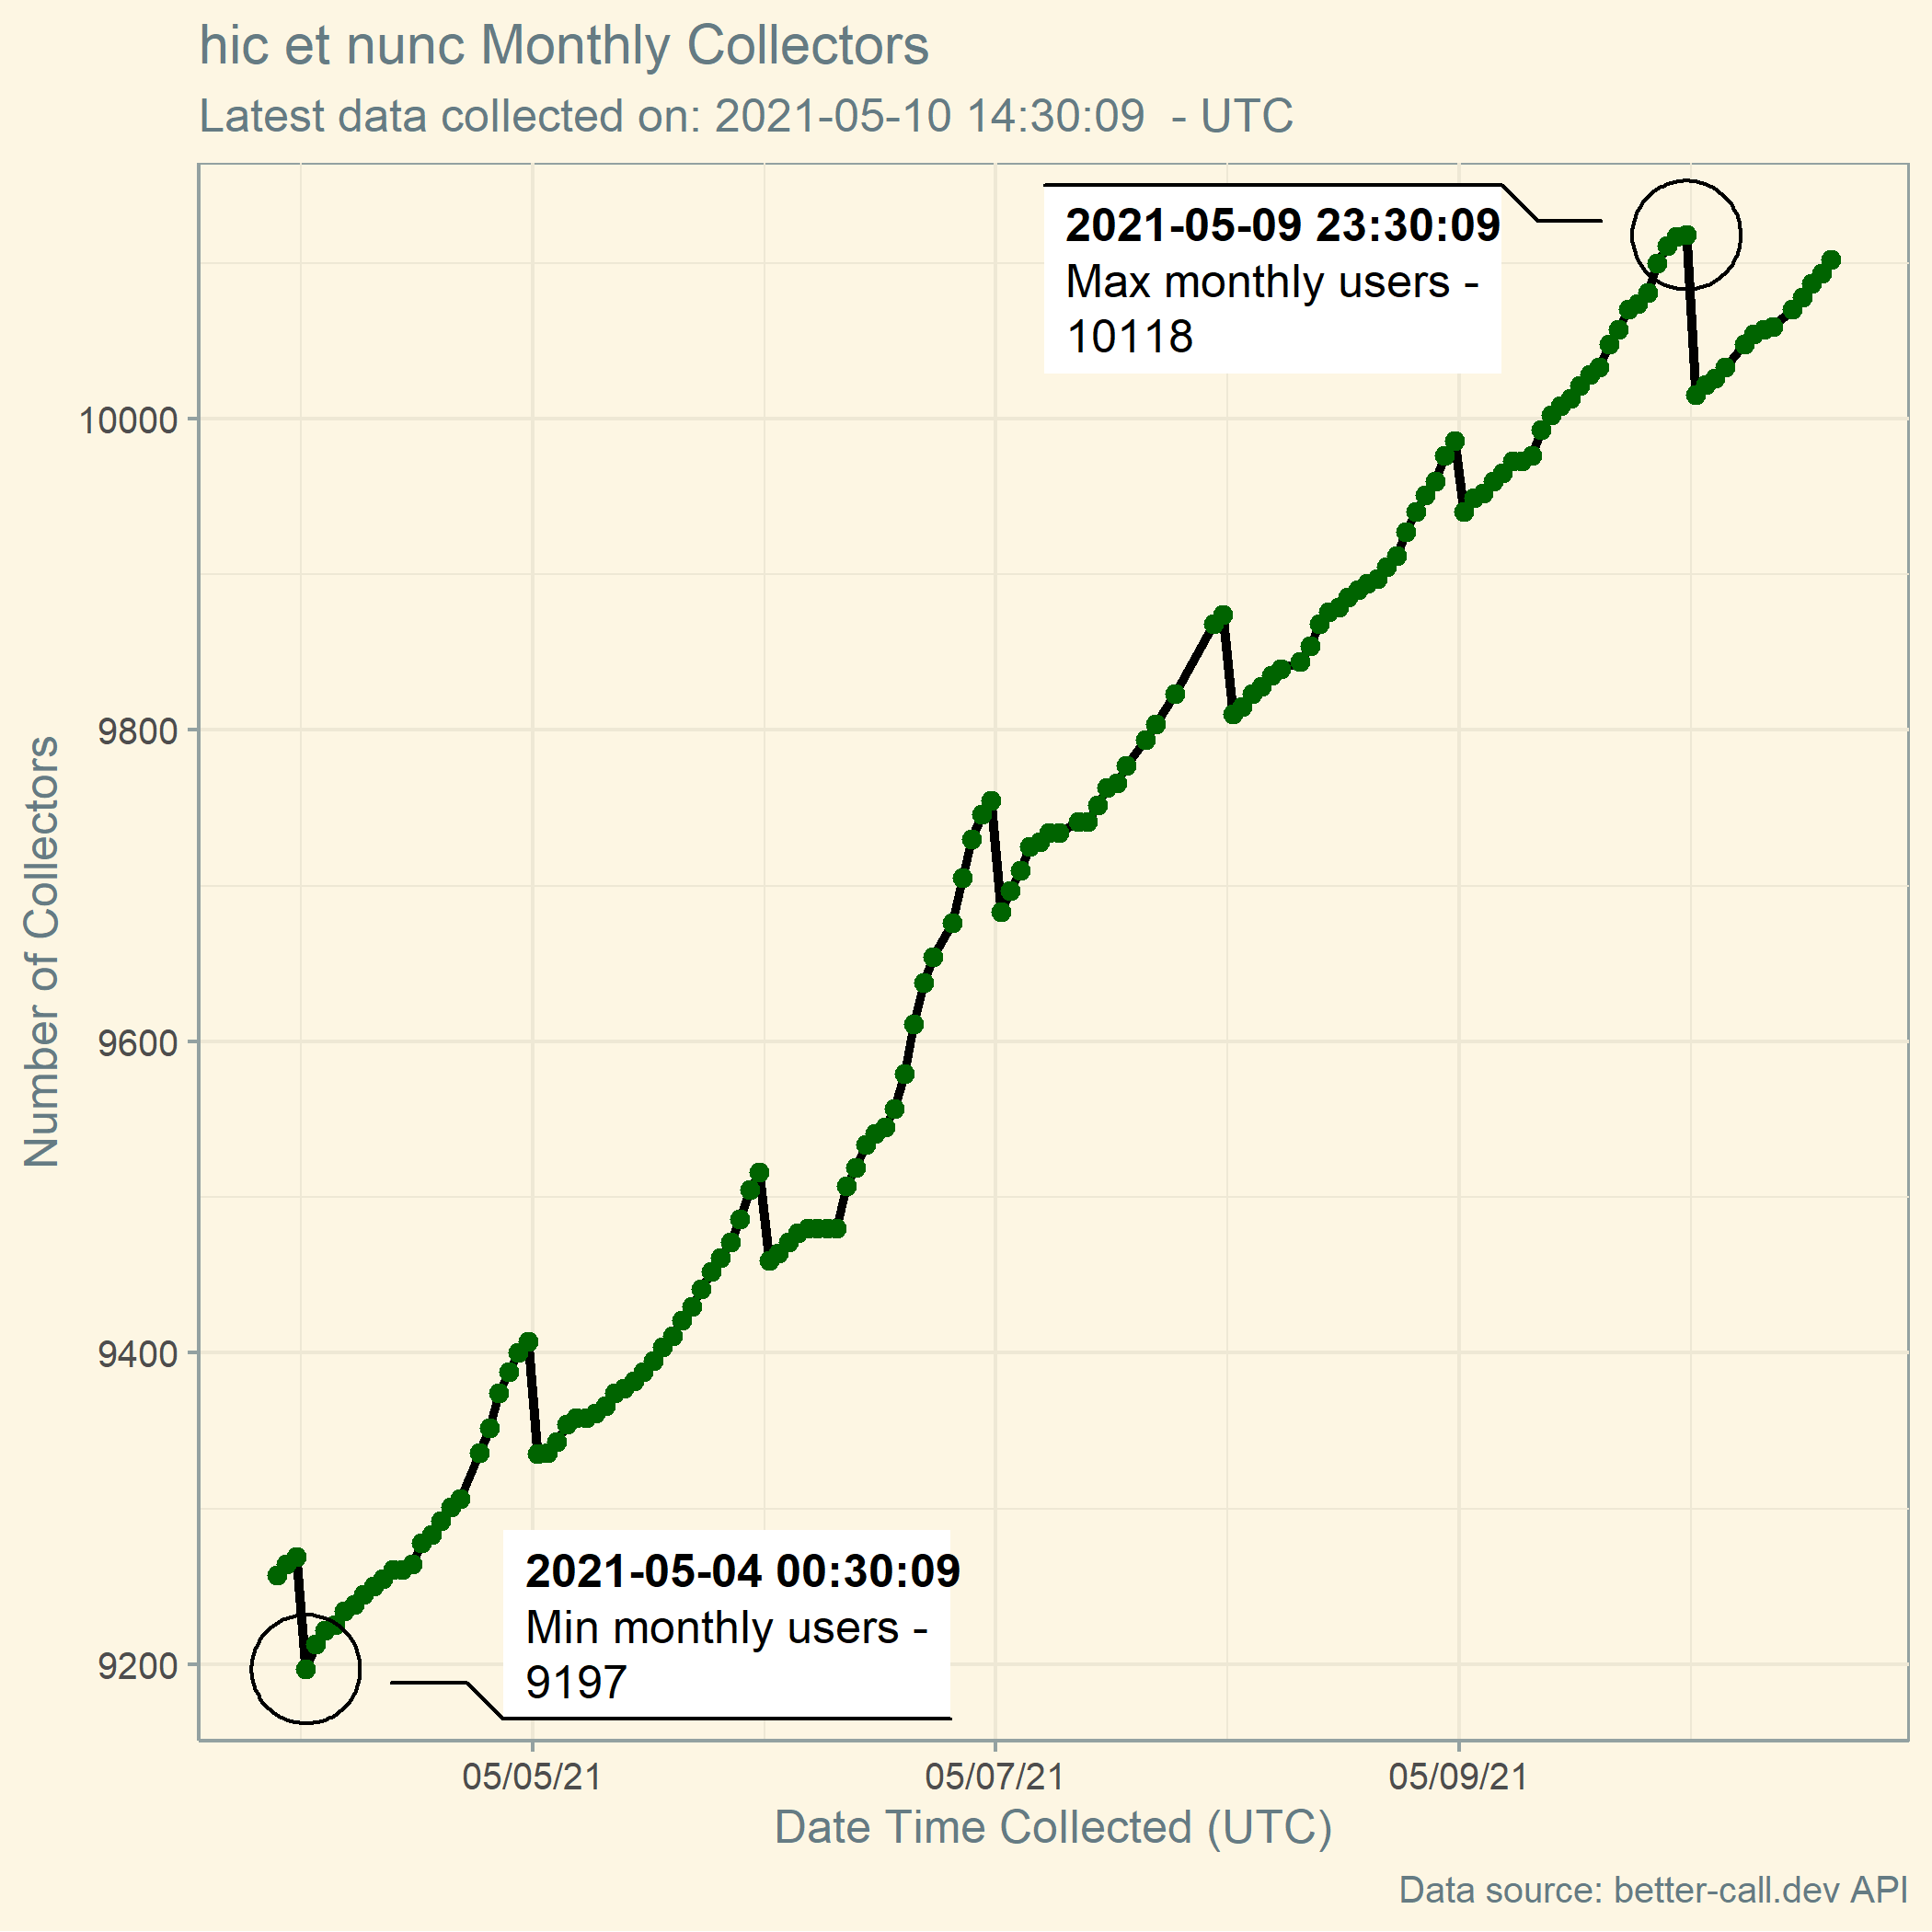 hic et nunc Monthly Collectors
Latest data collected on: 2021-05-10 14:30:09  - UTC
2021-05-09 23:30:09
Max monthly users -
10118
10000
9800
9600
9400
9200
Number of Collectors
2021-05-04 00:30:09
Min monthly users -
9197
05/05/21
05/07/21
05/09/21
Date Time Collected (UTC)
Data source: better-call.dev API